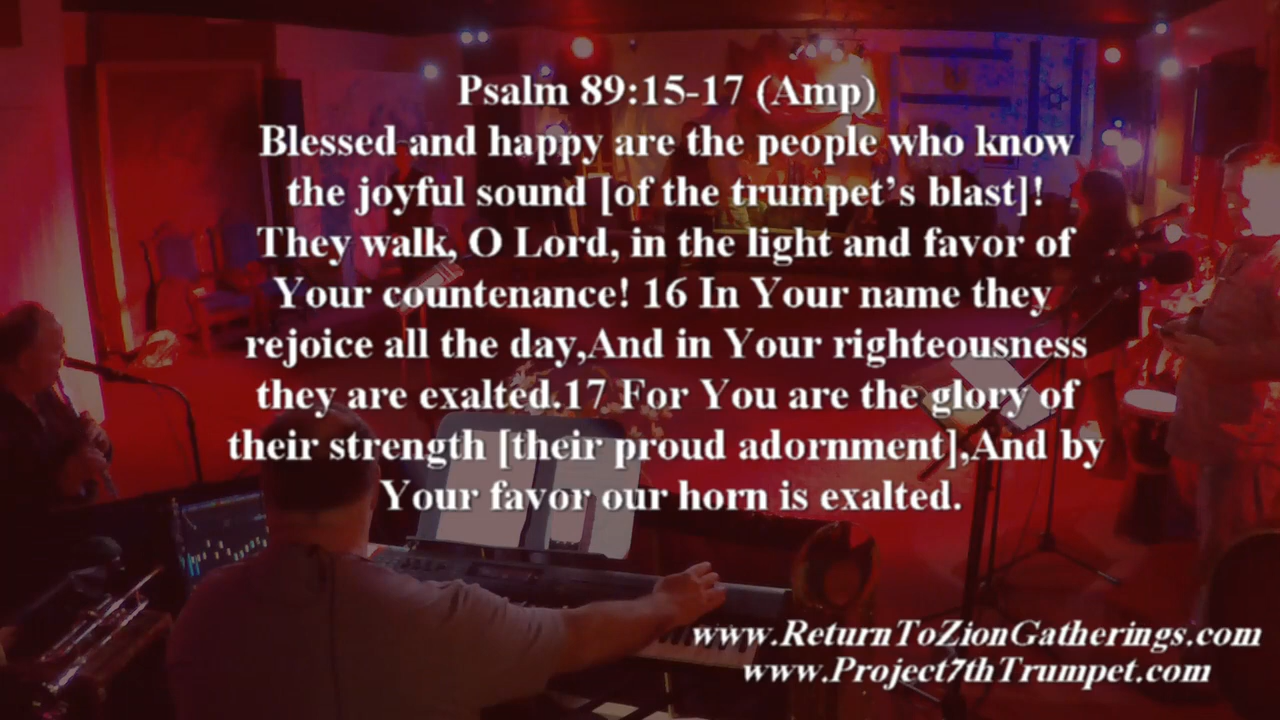 Psalm 89:15-17 (Amp)
Blessed and happy are the people who know
the joyful sound [of the trumpet’s blast]!
They walk, O Lord, in the light and favor of
Your countenance! 16 In Your name they
rejoice all the day,And in Your righteousness
they are exalted.17 For You are the glory of
their strength [their proud adornment],And by
Your favor our horn is exalted.
www.ReturnToZionGatherings.com
www.Project7thTrumpet.com